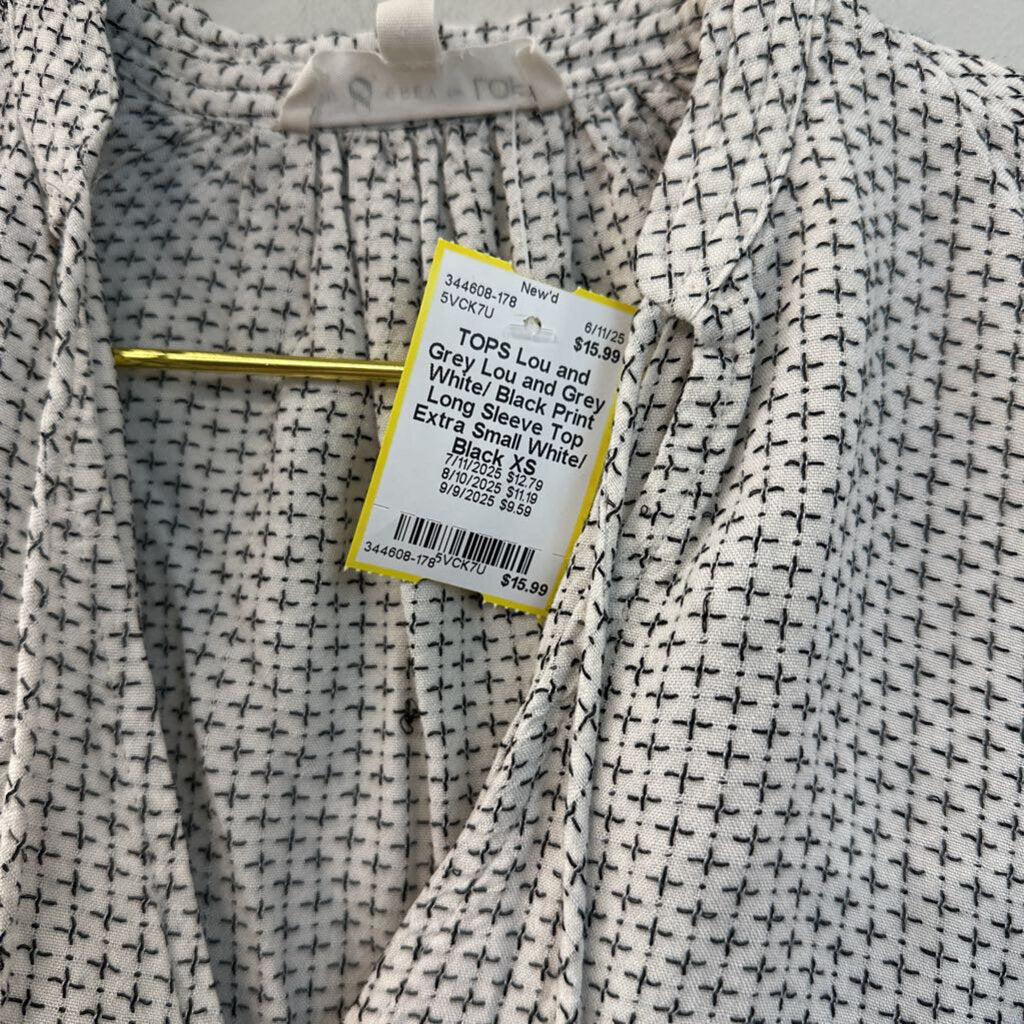 344608-178
New'd
5VCK7U
6/11/25
$15.99
TOPS Lou and
Grey Lou and Grey
White/ Black Print
Long Sleeve Top
Extra Small White/
Black XS
7/11/2025 $12.79
8/10/2025 $11.19
9/9/2025 $9.59
344608-178
5VCK7U
$15.99